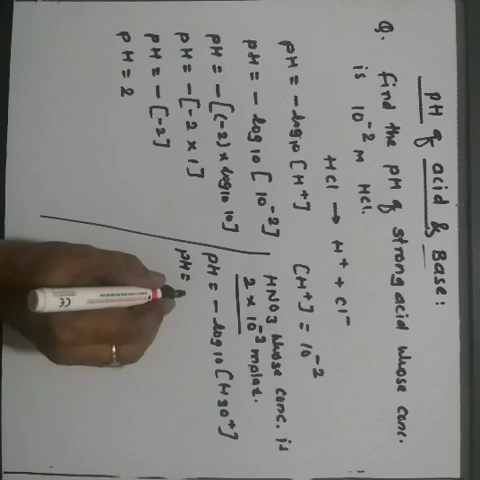 pH of acid & Base:
Q. find the pH of strong acid whose conc.
is 10⁻² M HCl.
HCl → H⁺ + Cl⁻
pH = - log10 [H⁺]
[H⁺] = 10⁻²
pH = - log10 [10⁻²]
pH = - [(-2) x log10 10]
pH = - [-2 x 1]
pH = - [-2]
pH = 2
HNO3 whose conc. is
2 x 10⁻³ molar.
pH = - log10 [H3O⁺]
pH =
CE